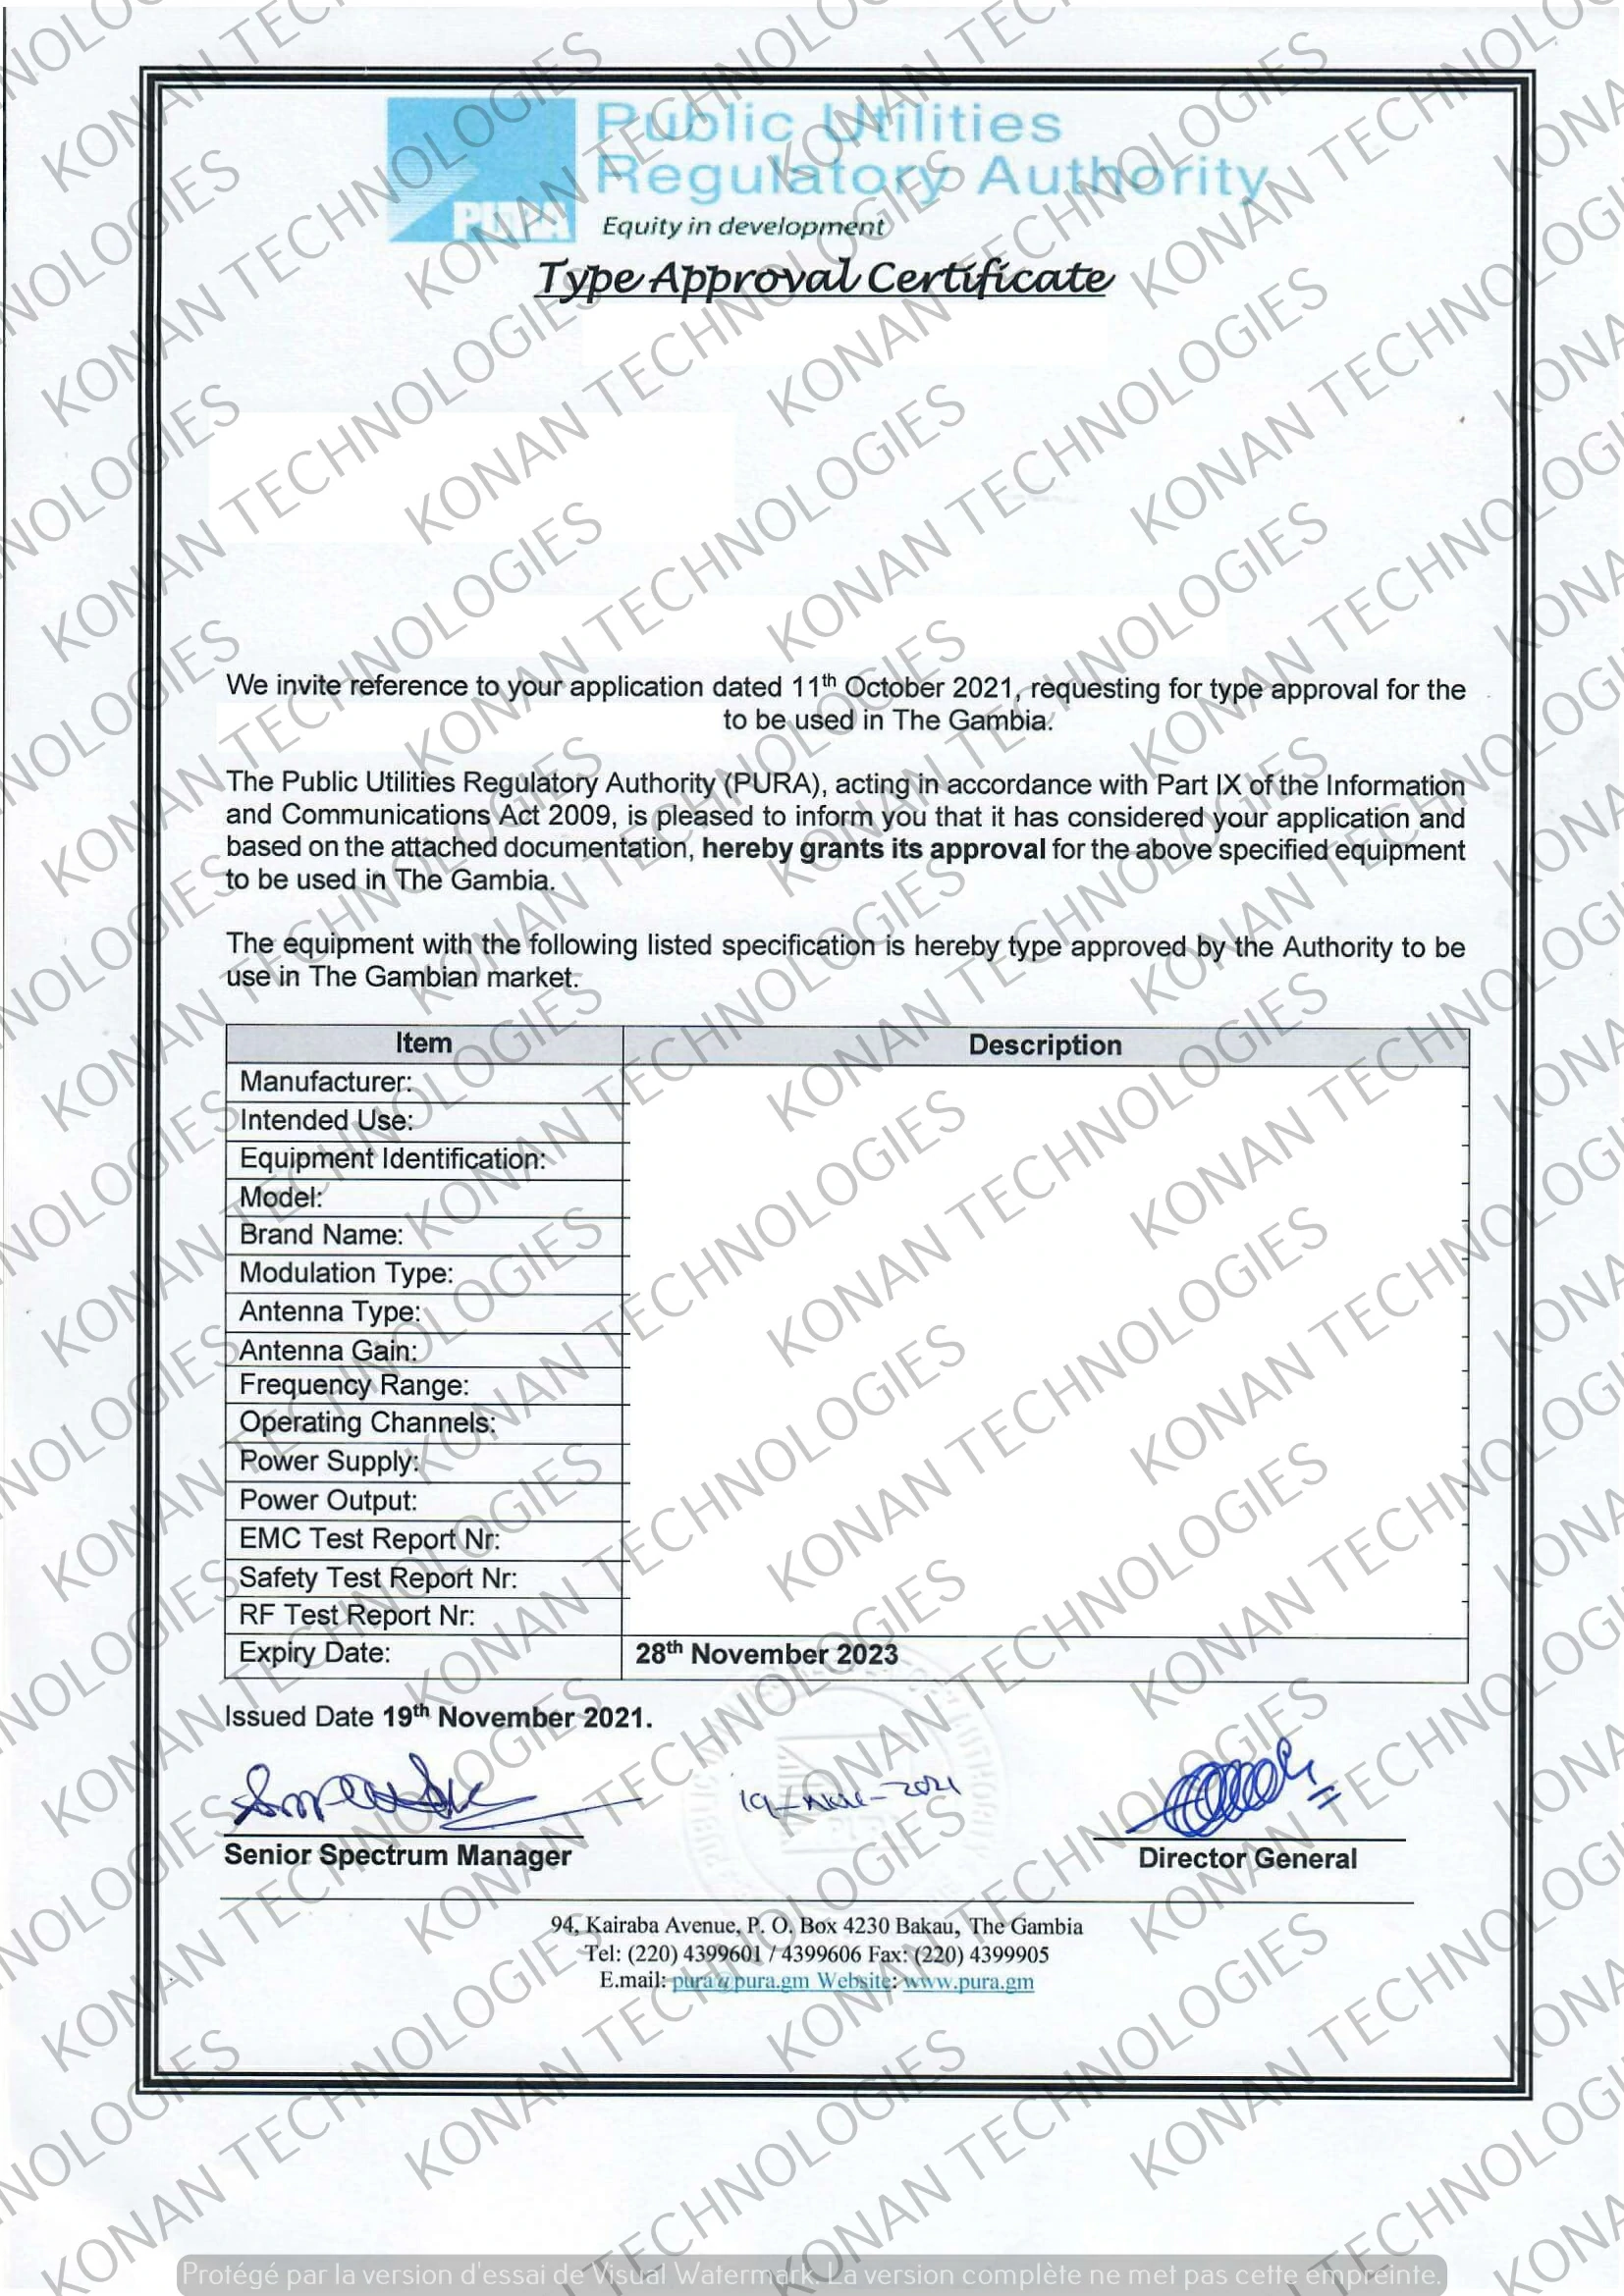 Public Utilities
Regulatory Authority
PURA
Equity in development
Type Approval Certificate
We invite reference to your application dated 11th October 2021, requesting for type approval for the
to be used in The Gambia.
The Public Utilities Regulatory Authority (PURA), acting in accordance with Part IX of the Information
and Communications Act 2009, is pleased to inform you that it has considered your application and
based on the attached documentation, hereby grants its approval for the above specified equipment
to be used in The Gambia.
The equipment with the following listed specification is hereby type approved by the Authority to be
use in The Gambian market.
Item Description
Manufacturer:
Intended Use:
Equipment Identification:
Model:
Brand Name:
Modulation Type:
Antenna Type:
Antenna Gain:
Frequency Range:
Operating Channels:
Power Supply:
Power Output:
EMC Test Report Nr:
Safety Test Report Nr:
RF Test Report Nr:
Expiry Date: 28th November 2023
Issued Date 19th November 2021.
Senior Spectrum Manager Director General
94, Kairaba Avenue, P. O. Box 4230 Bakau, The Gambia
Tel: (220) 4399601 / 4399606 Fax: (220) 4399905
E.mail: pura@pura.gm Website: www.pura.gm
KONAN TECHNOLOGIES
Protégé par la version d'essai de Visual Watermark. La version complète ne met pas cette empreinte.